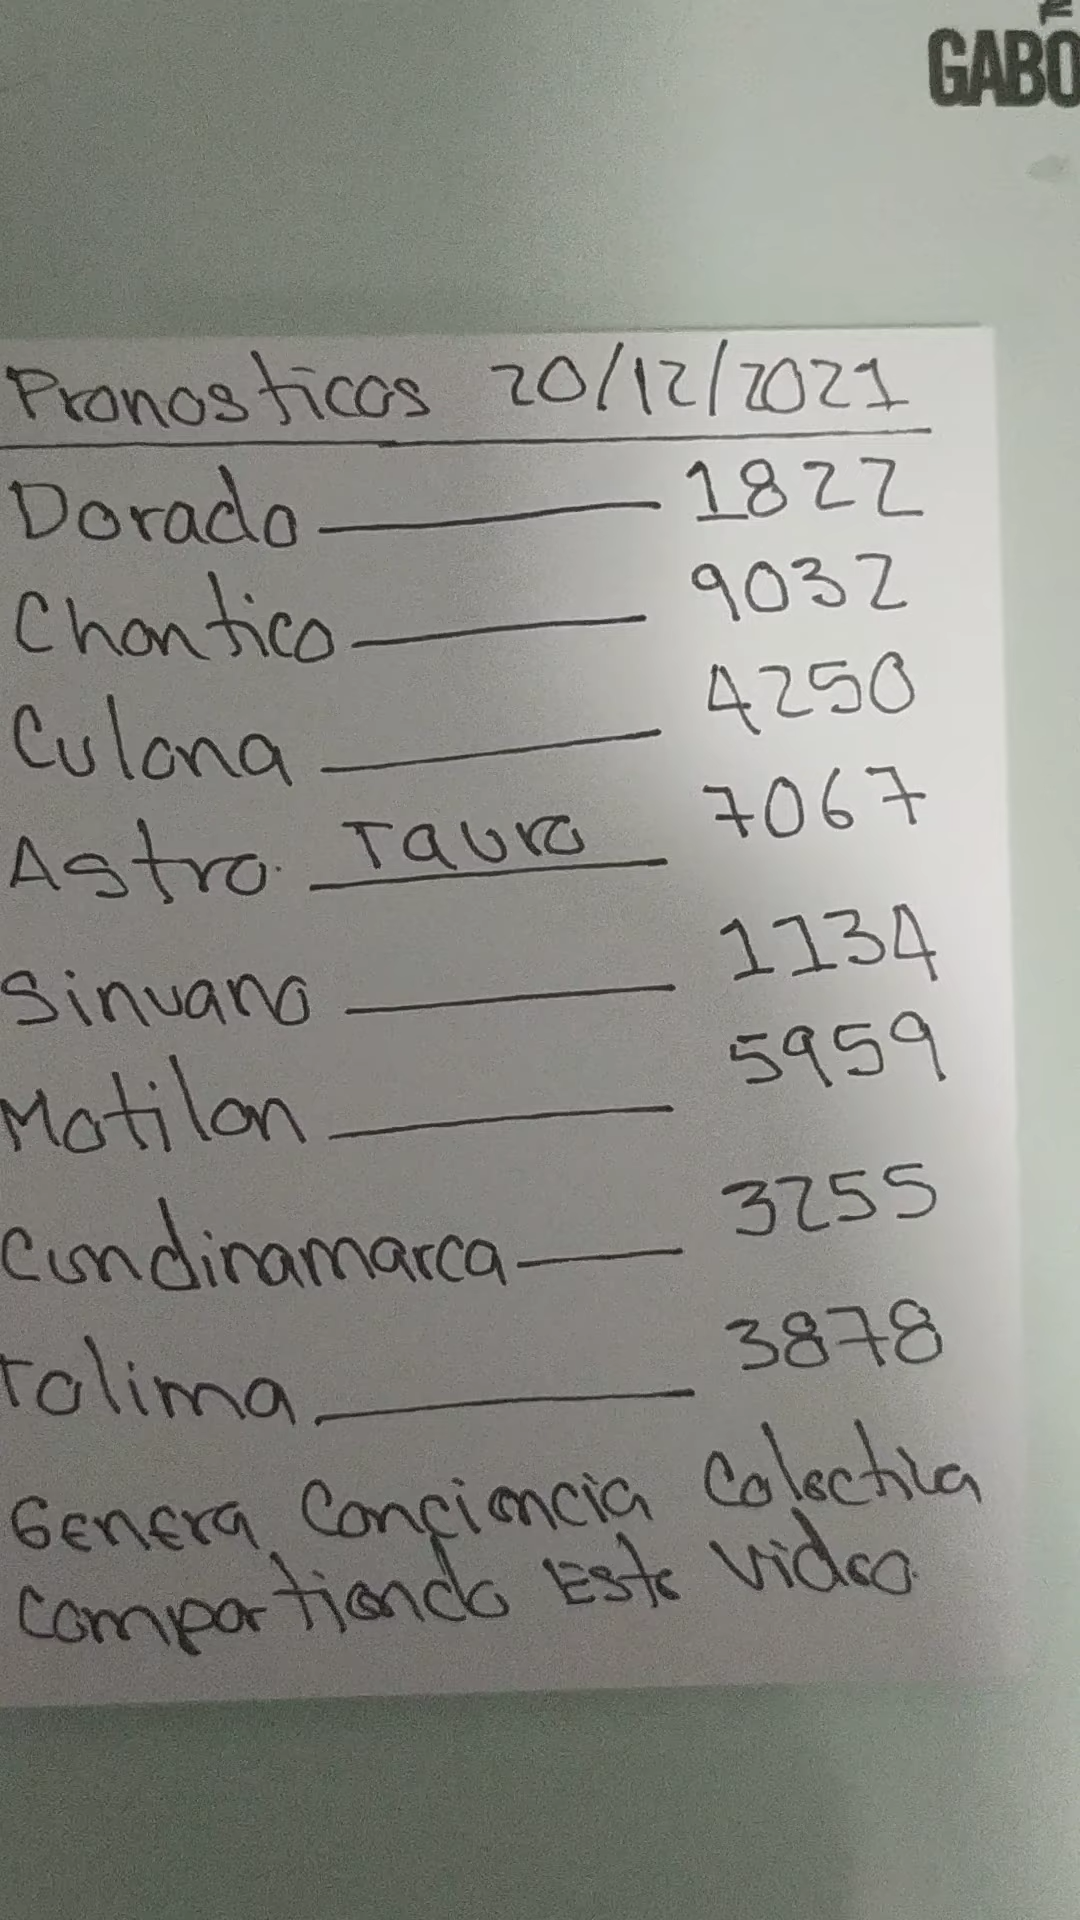 GABO
Pronosticos 20/12/2021
Dorado 1822
Chontico 9032
Culona 4250
Astro. Tauro 7067
Sinuano 1134
Motilon 5959
Cundinamarca 3255
Tolima 3878
Genera Conciencia Colectiva
Compartiendo Este video.